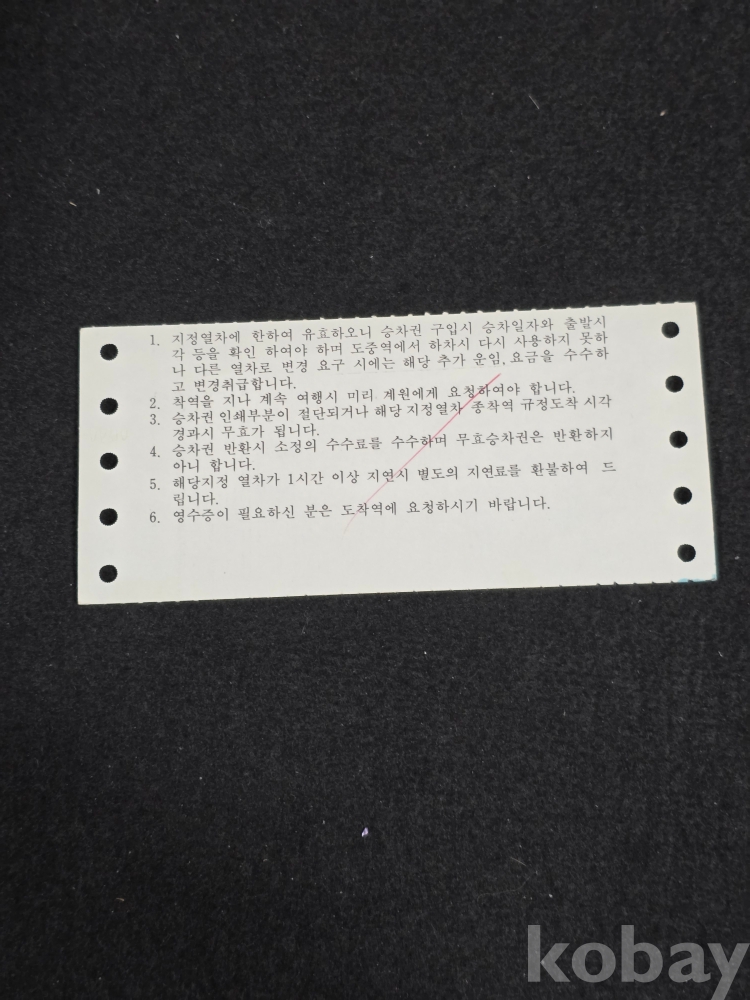 1. 지정열차에 한하여 유효하오니 승차권 구입시 승차일자와 출발시
각 등을 확인 하여야 하며 도중역에서 하차시 다시 사용하지 못하
나 다른 열차로 변경 요구 시에는 해당 추가 운임, 요금을 수수하
고 변경취급합니다.
2. 착역을 지나 계속 여행시 미리 계원에게 요청하여야 합니다.
3. 승차권 인쇄부분이 절단되거나 해당 지정열차 종착역 규정도착 시각
경과시 무효가 됩니다.
4. 승차권 반환시 소정의 수수료를 수수하며 무효승차권은 반환하지
아니 합니다.
5. 해당지정 열차가 1시간 이상 지연시 별도의 지연료를 환불하여 드
립니다.
6. 영수증이 필요하신 분은 도착역에 요청하시기 바랍니다.
kobay